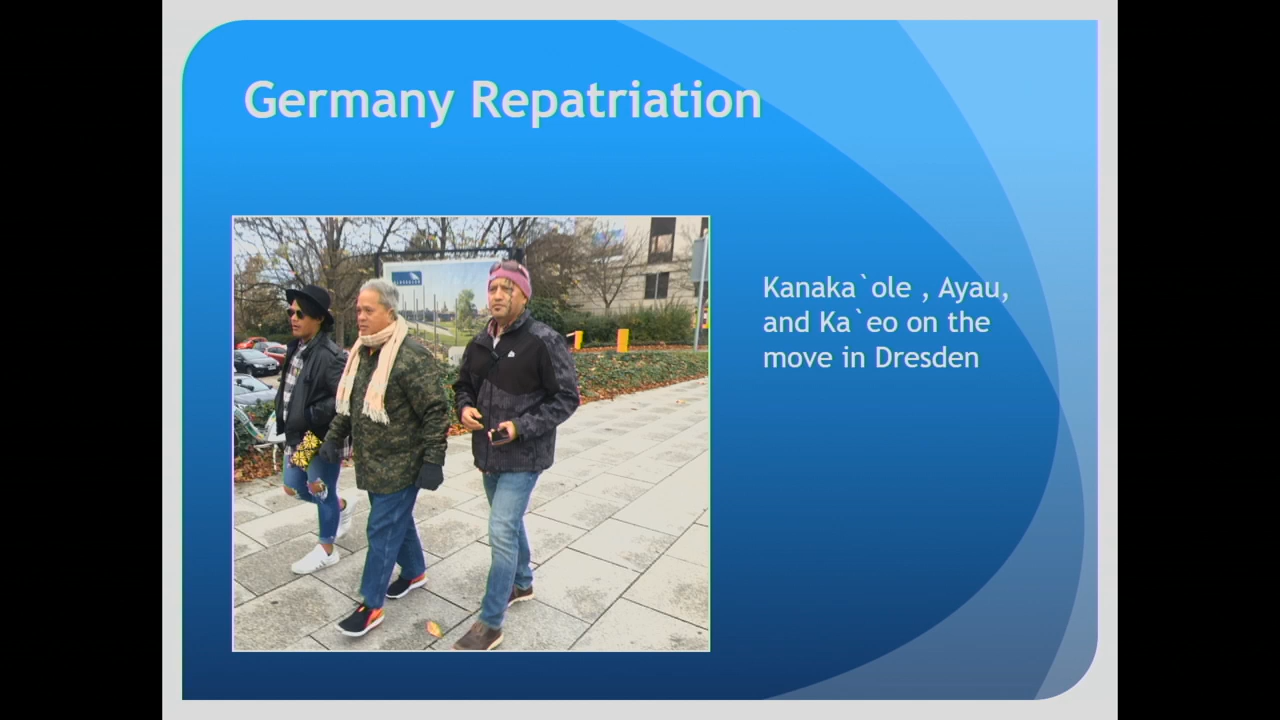 Germany Repatriation
Kanaka`ole , Ayau,
and Ka`eo on the
move in Dresden